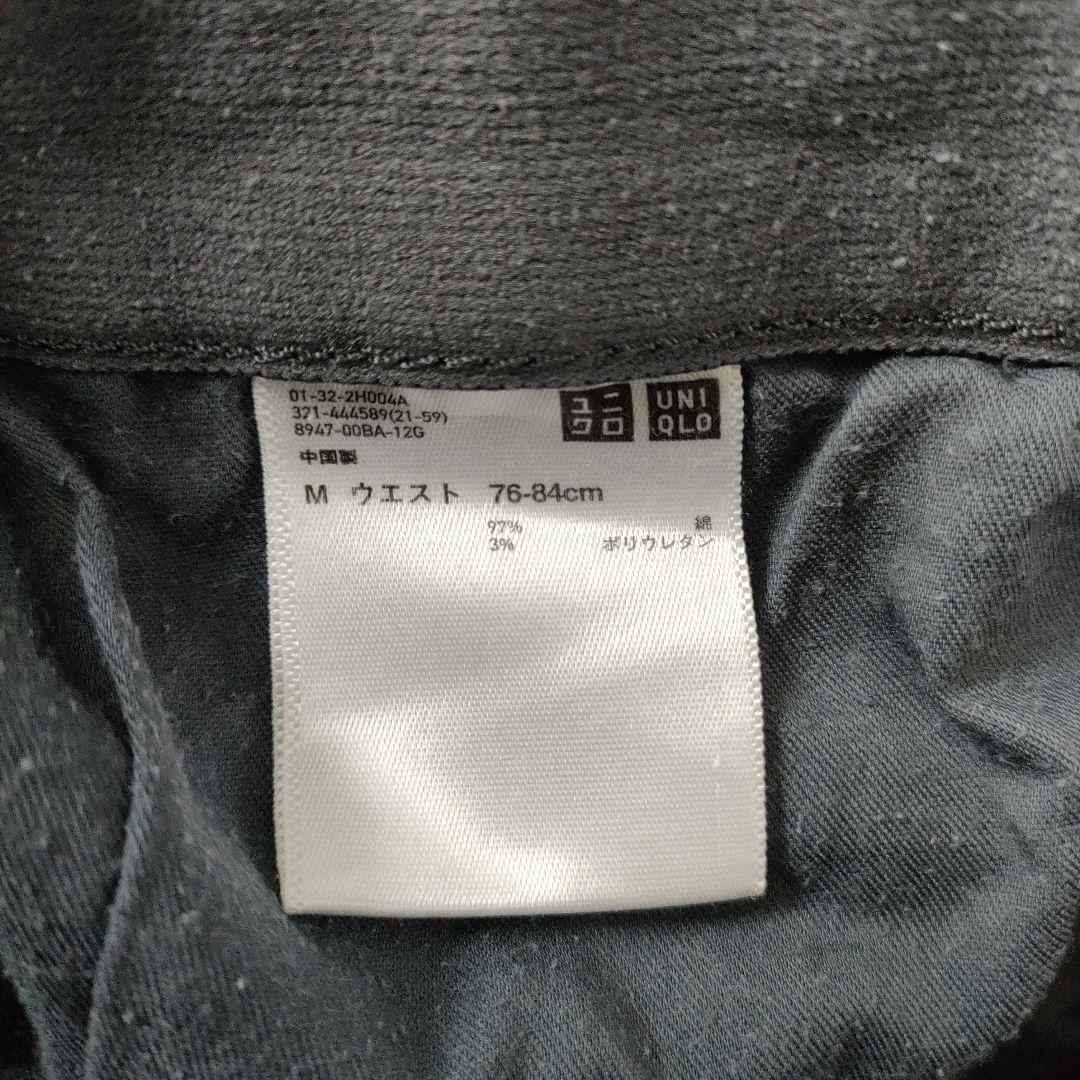 01-32-2H004A
371-444589(21-59)
8947-00BA-12G
ユニクロ
UNIQLO
中国製
M ウエスト 76-84cm
97% 綿
3% ポリウレタン